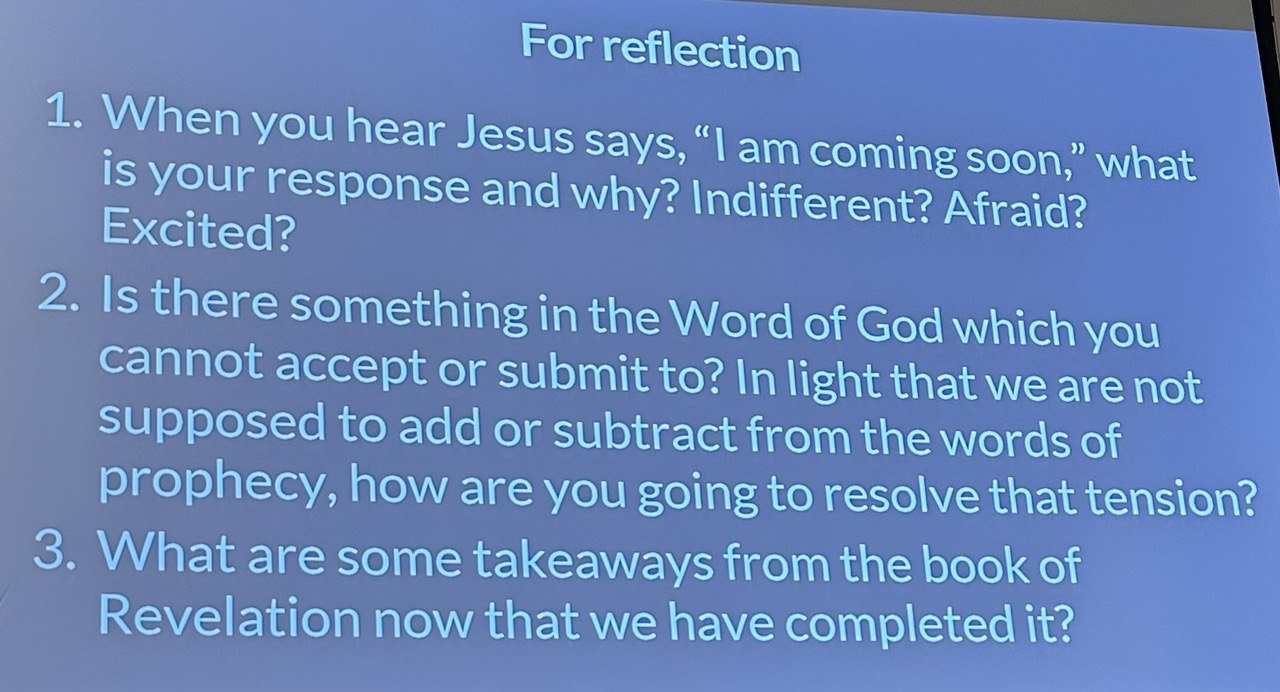 For reflection
1. When you hear Jesus says, “I am coming soon,” what
is your response and why? Indifferent? Afraid?
Excited?
2. Is there something in the Word of God which you
cannot accept or submit to? In light that we are not
supposed to add or subtract from the words of
prophecy, how are you going to resolve that tension?
3. What are some takeaways from the book of
Revelation now that we have completed it?